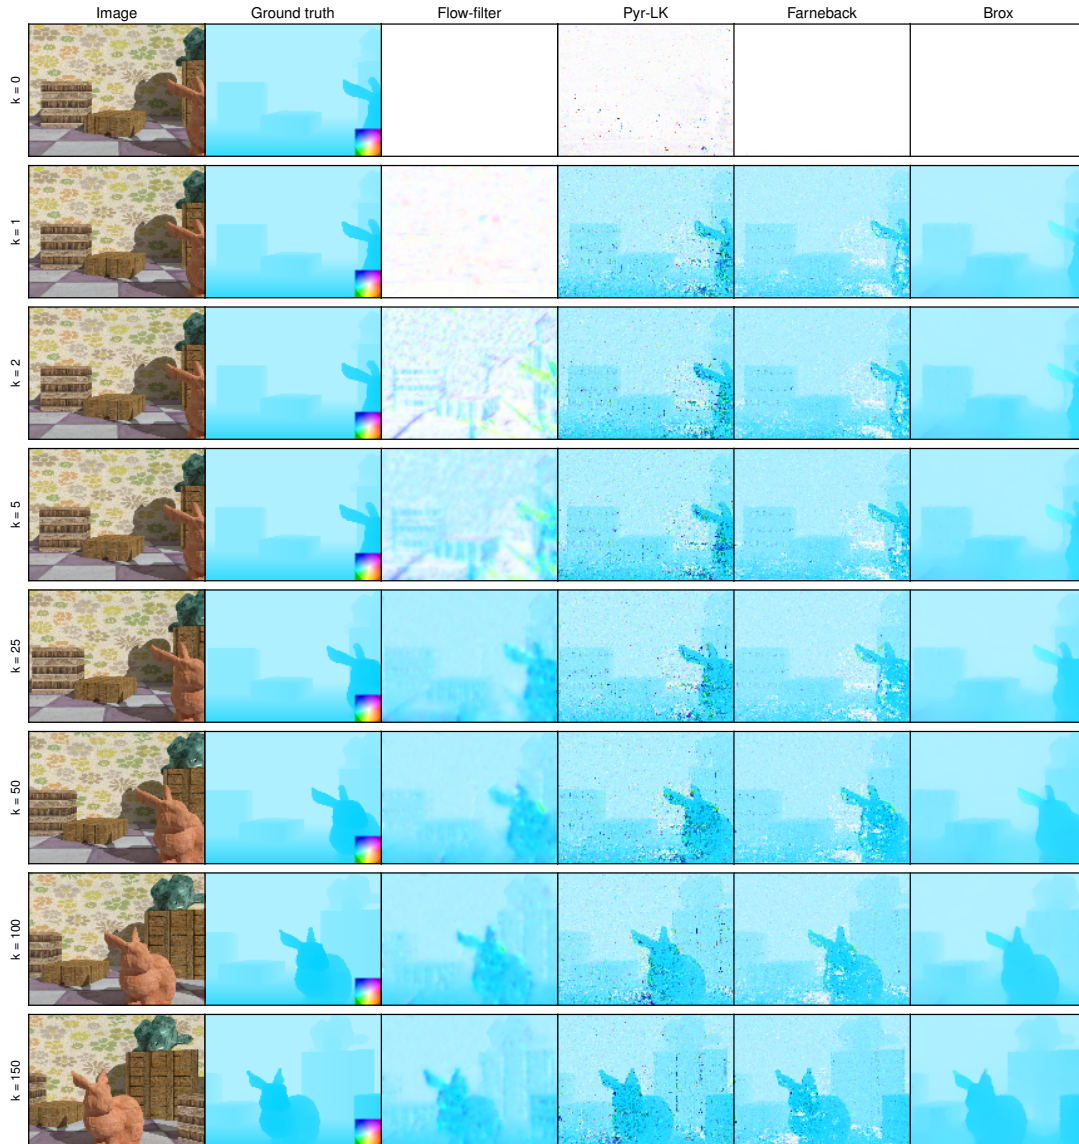 Image Ground truth Flow-filter Pyr-LK Farneback Brox
k = 0
k = 1
k = 2
k = 5
k = 25
k = 50
k = 100
k = 150